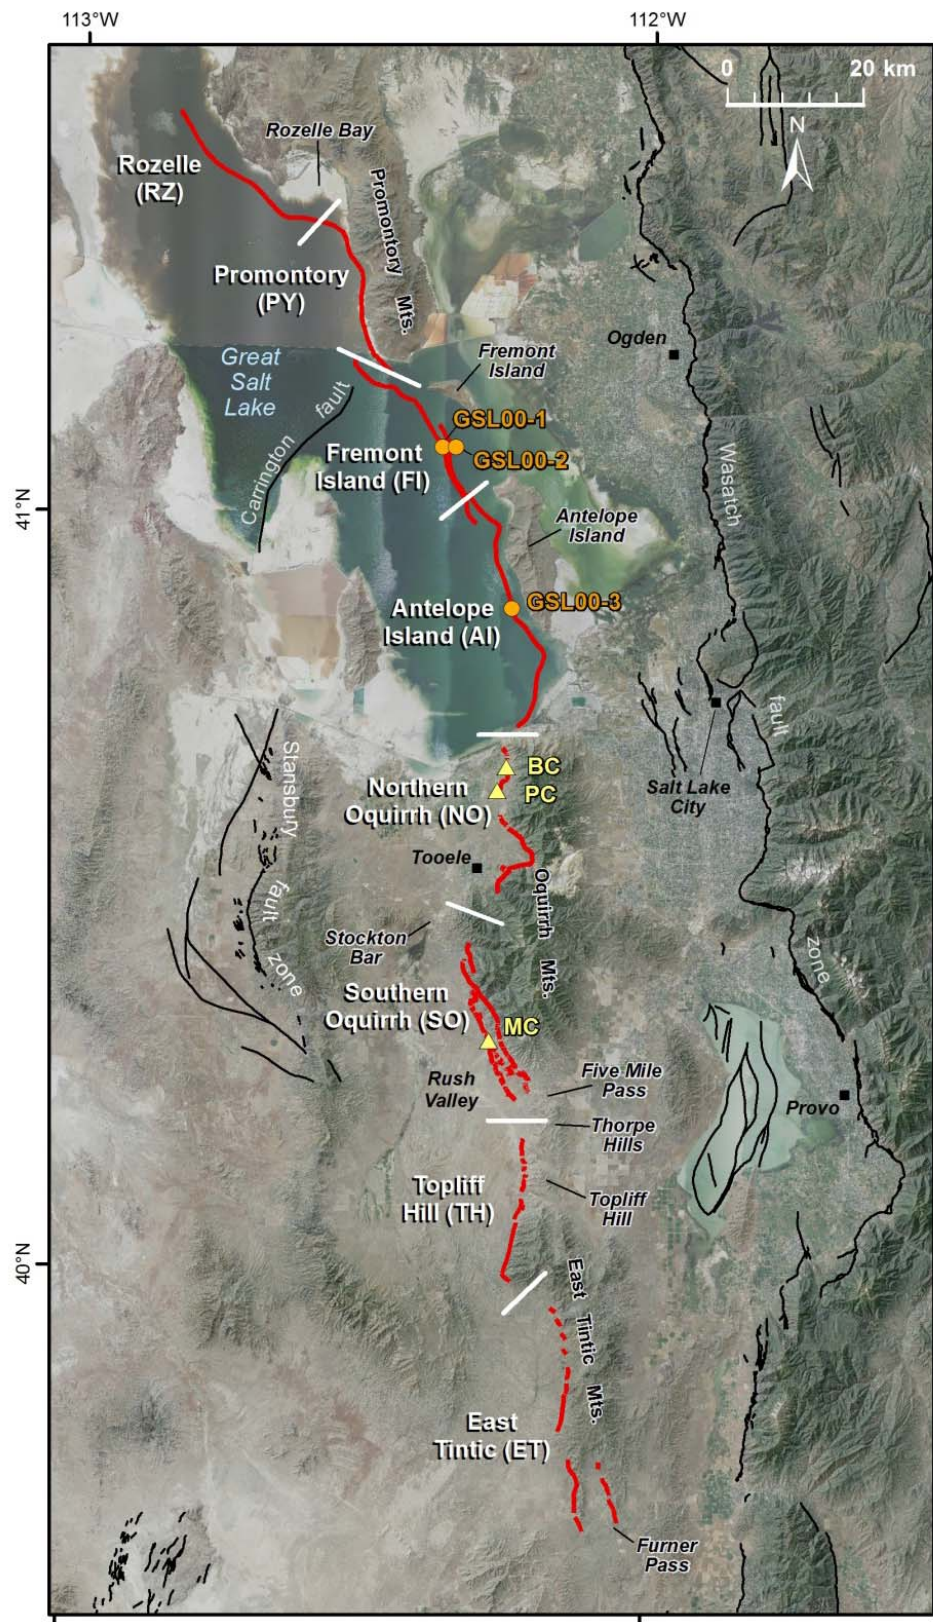 113°W
112°W
0
20 km
N
Rozelle Bay
Rozelle
(RZ)
Promontory
Mts.
Promontory
(PY)
Ogden
Great
Salt
Lake
Fremont
Island
Carrington
fault
GSL00-1
GSL00-2
Fremont
Island (FI)
Wasatch
fault
zone
41°N
Antelope
Island
GSL00-3
Antelope
Island (AI)
Stansbury
fault
zone
BC
PC
Northern
Oquirrh (NO)
Salt Lake
City
Tooele
Oquirrh
Mts.
Stockton
Bar
Southern
Oquirrh (SO)
MC
Rush
Valley
Five Mile
Pass
Provo
Thorpe
Hills
Topliff
Hill (TH)
Topliff
Hill
40°N
East
Tintic
Mts.
East
Tintic (ET)
Furner
Pass